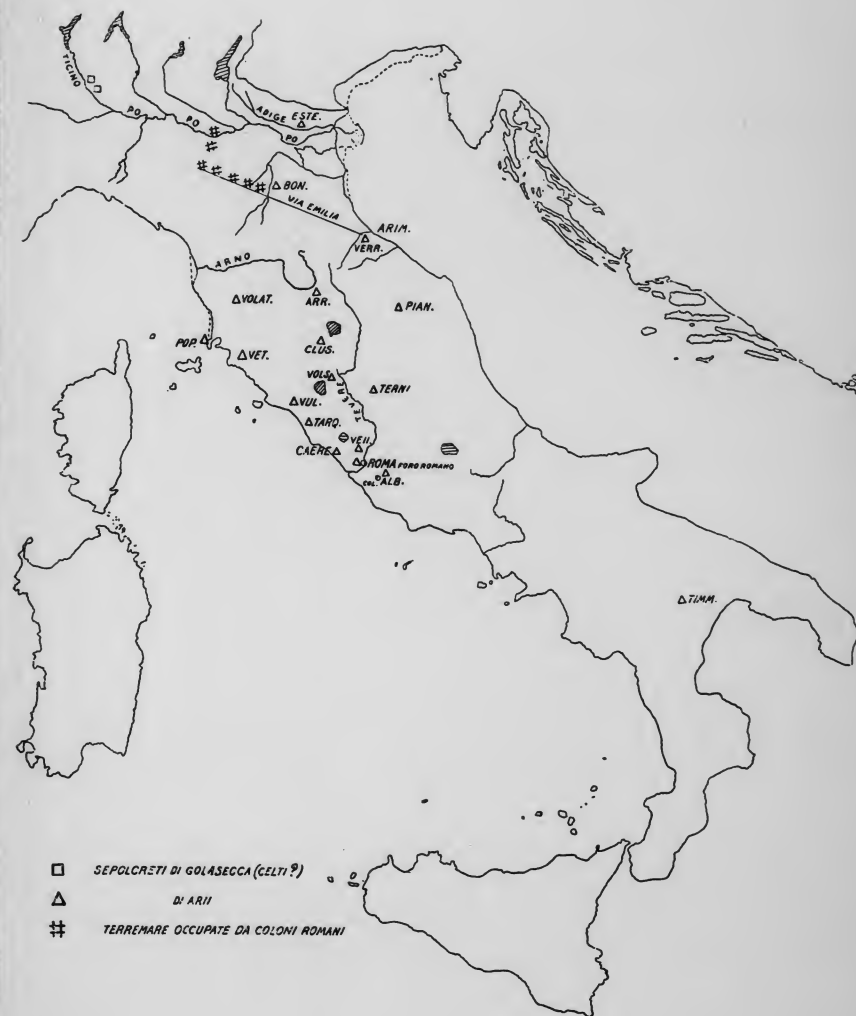 TICINO
PO
PO
ADIGE
ESTE.
PO
BON.
VIA EMILIA
ARIM.
VERR.
ARNO
VOLAT.
ARR.
PIAN.
POP.
CLUS.
VET.
VOLS.
TEVERE
TERNI
VUL.
TARQ.
VEII.
CAERE
ROMA FORO ROMANO
COL.
ALB.
TIMM.
SEPOLCRETI DI GOLASECCA (CELTI?)
DI ARII
TERREMARE OCCUPATE DA COLONI ROMANI